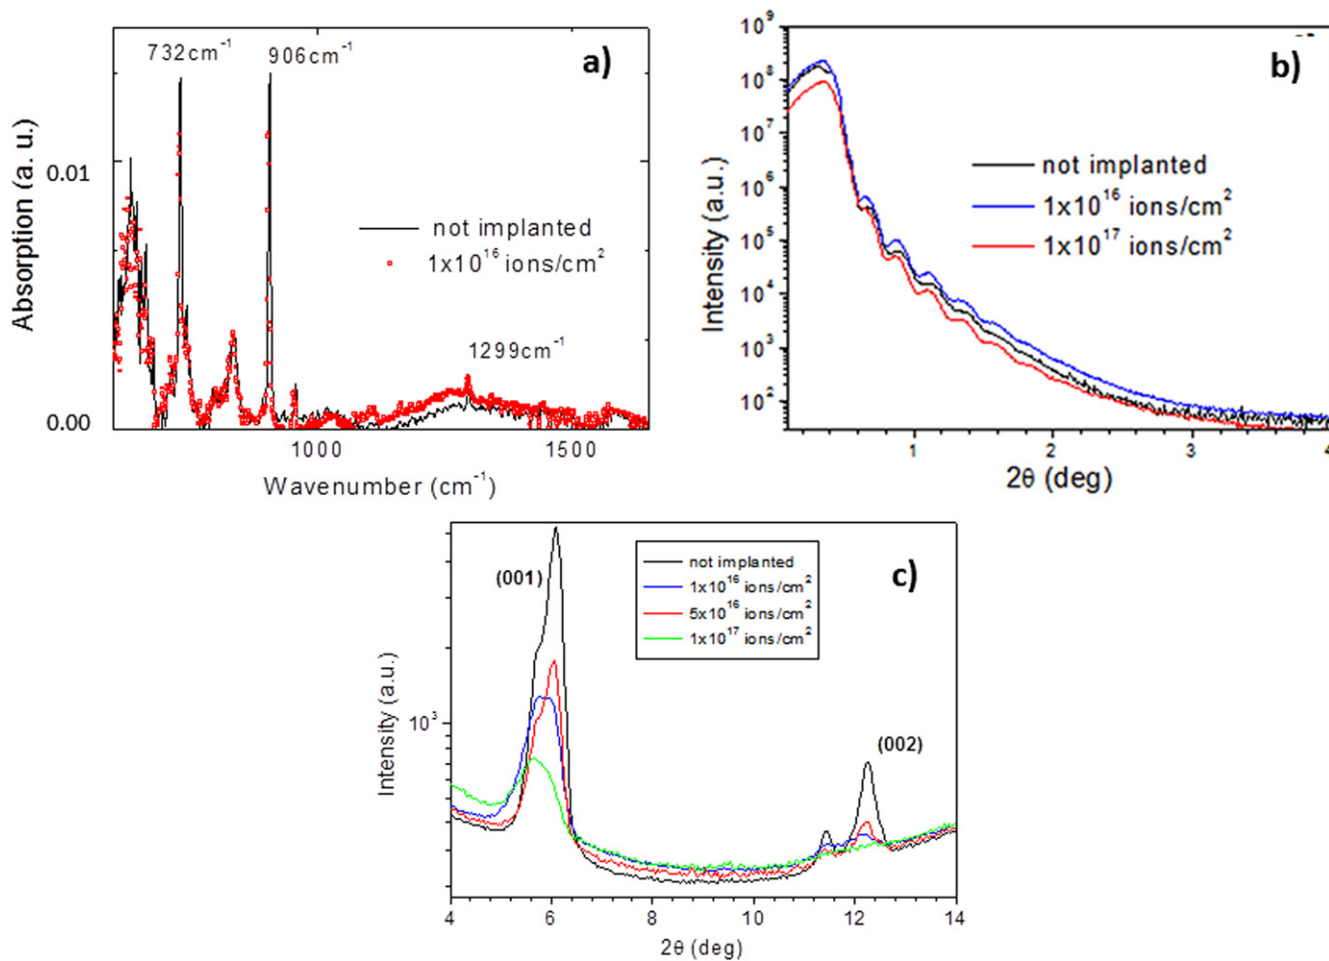 a)
732cm⁻¹
906cm⁻¹
Absorption (a. u.)
0.01
0.00
not implanted
1x10¹⁶ ions/cm²
1299cm⁻¹
1000
1500
Wavenumber (cm⁻¹)
b)
Intensity (a.u.)
10⁹
10⁸
10⁷
10⁶
10⁵
10⁴
10³
10²
not implanted
1x10¹⁶ ions/cm²
1x10¹⁷ ions/cm²
1
2
3
4
2θ (deg)
c)
Intensity (a.u.)
10³
(001)
(002)
not implanted
1x10¹⁶ ions/cm²
5x10¹⁶ ions/cm²
1x10¹⁷ ions/cm²
4
6
8
10
12
14
2θ (deg)